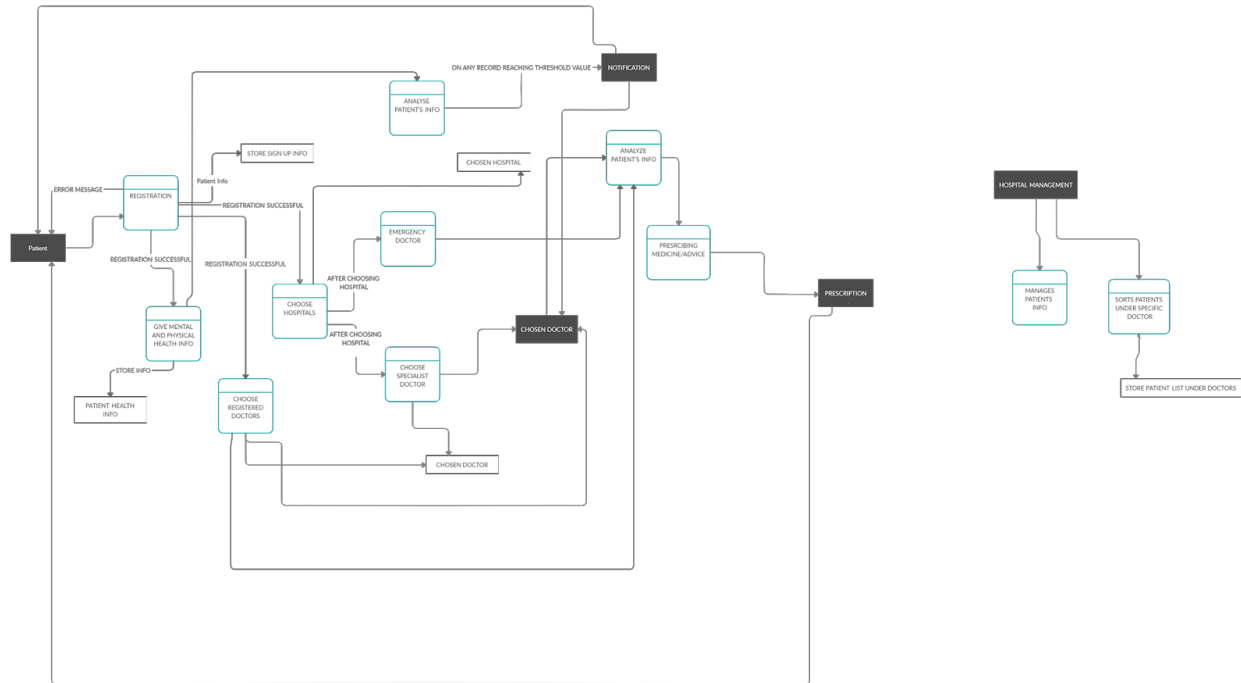 NOTIFICATION
ON ANY RECORD REACHING THRESHOLD VALUE
ANALYSE
PATIENT'S INFO
STORE SIGN UP INFO
CHOSEN HOSPITAL
ANALYZE
PATIENT'S INFO
Patient Info
ERROR MESSAGE
REGISTRATION
REGISTRATION SUCCESSFUL
HOSPITAL MANAGEMENT
Patient
EMERGENCY
DOCTOR
PRESRCIBING
MEDICINE/ADVICE
REGISTRATION SUCCESSFUL
REGISTRATION SUCCESSFUL
AFTER CHOOSING
HOSPITAL
CHOOSE
HOSPITALS
PRESCRIPTION
MANAGES
PATIENTS
INFO
SORTS PATIENTS
UNDER SPECIFIC
DOCTOR
GIVE MENTAL
AND PHYSICAL
HEALTH INFO
AFTER CHOOSING
HOSPITAL
CHOSEN DOCTOR
STORE INFO
CHOOSE
SPECIALIST
DOCTOR
STORE PATIENT LIST UNDER DOCTORS
PATIENT HEALTH
INFO
CHOOSE
REGISTERED
DOCTORS
CHOSEN DOCTOR